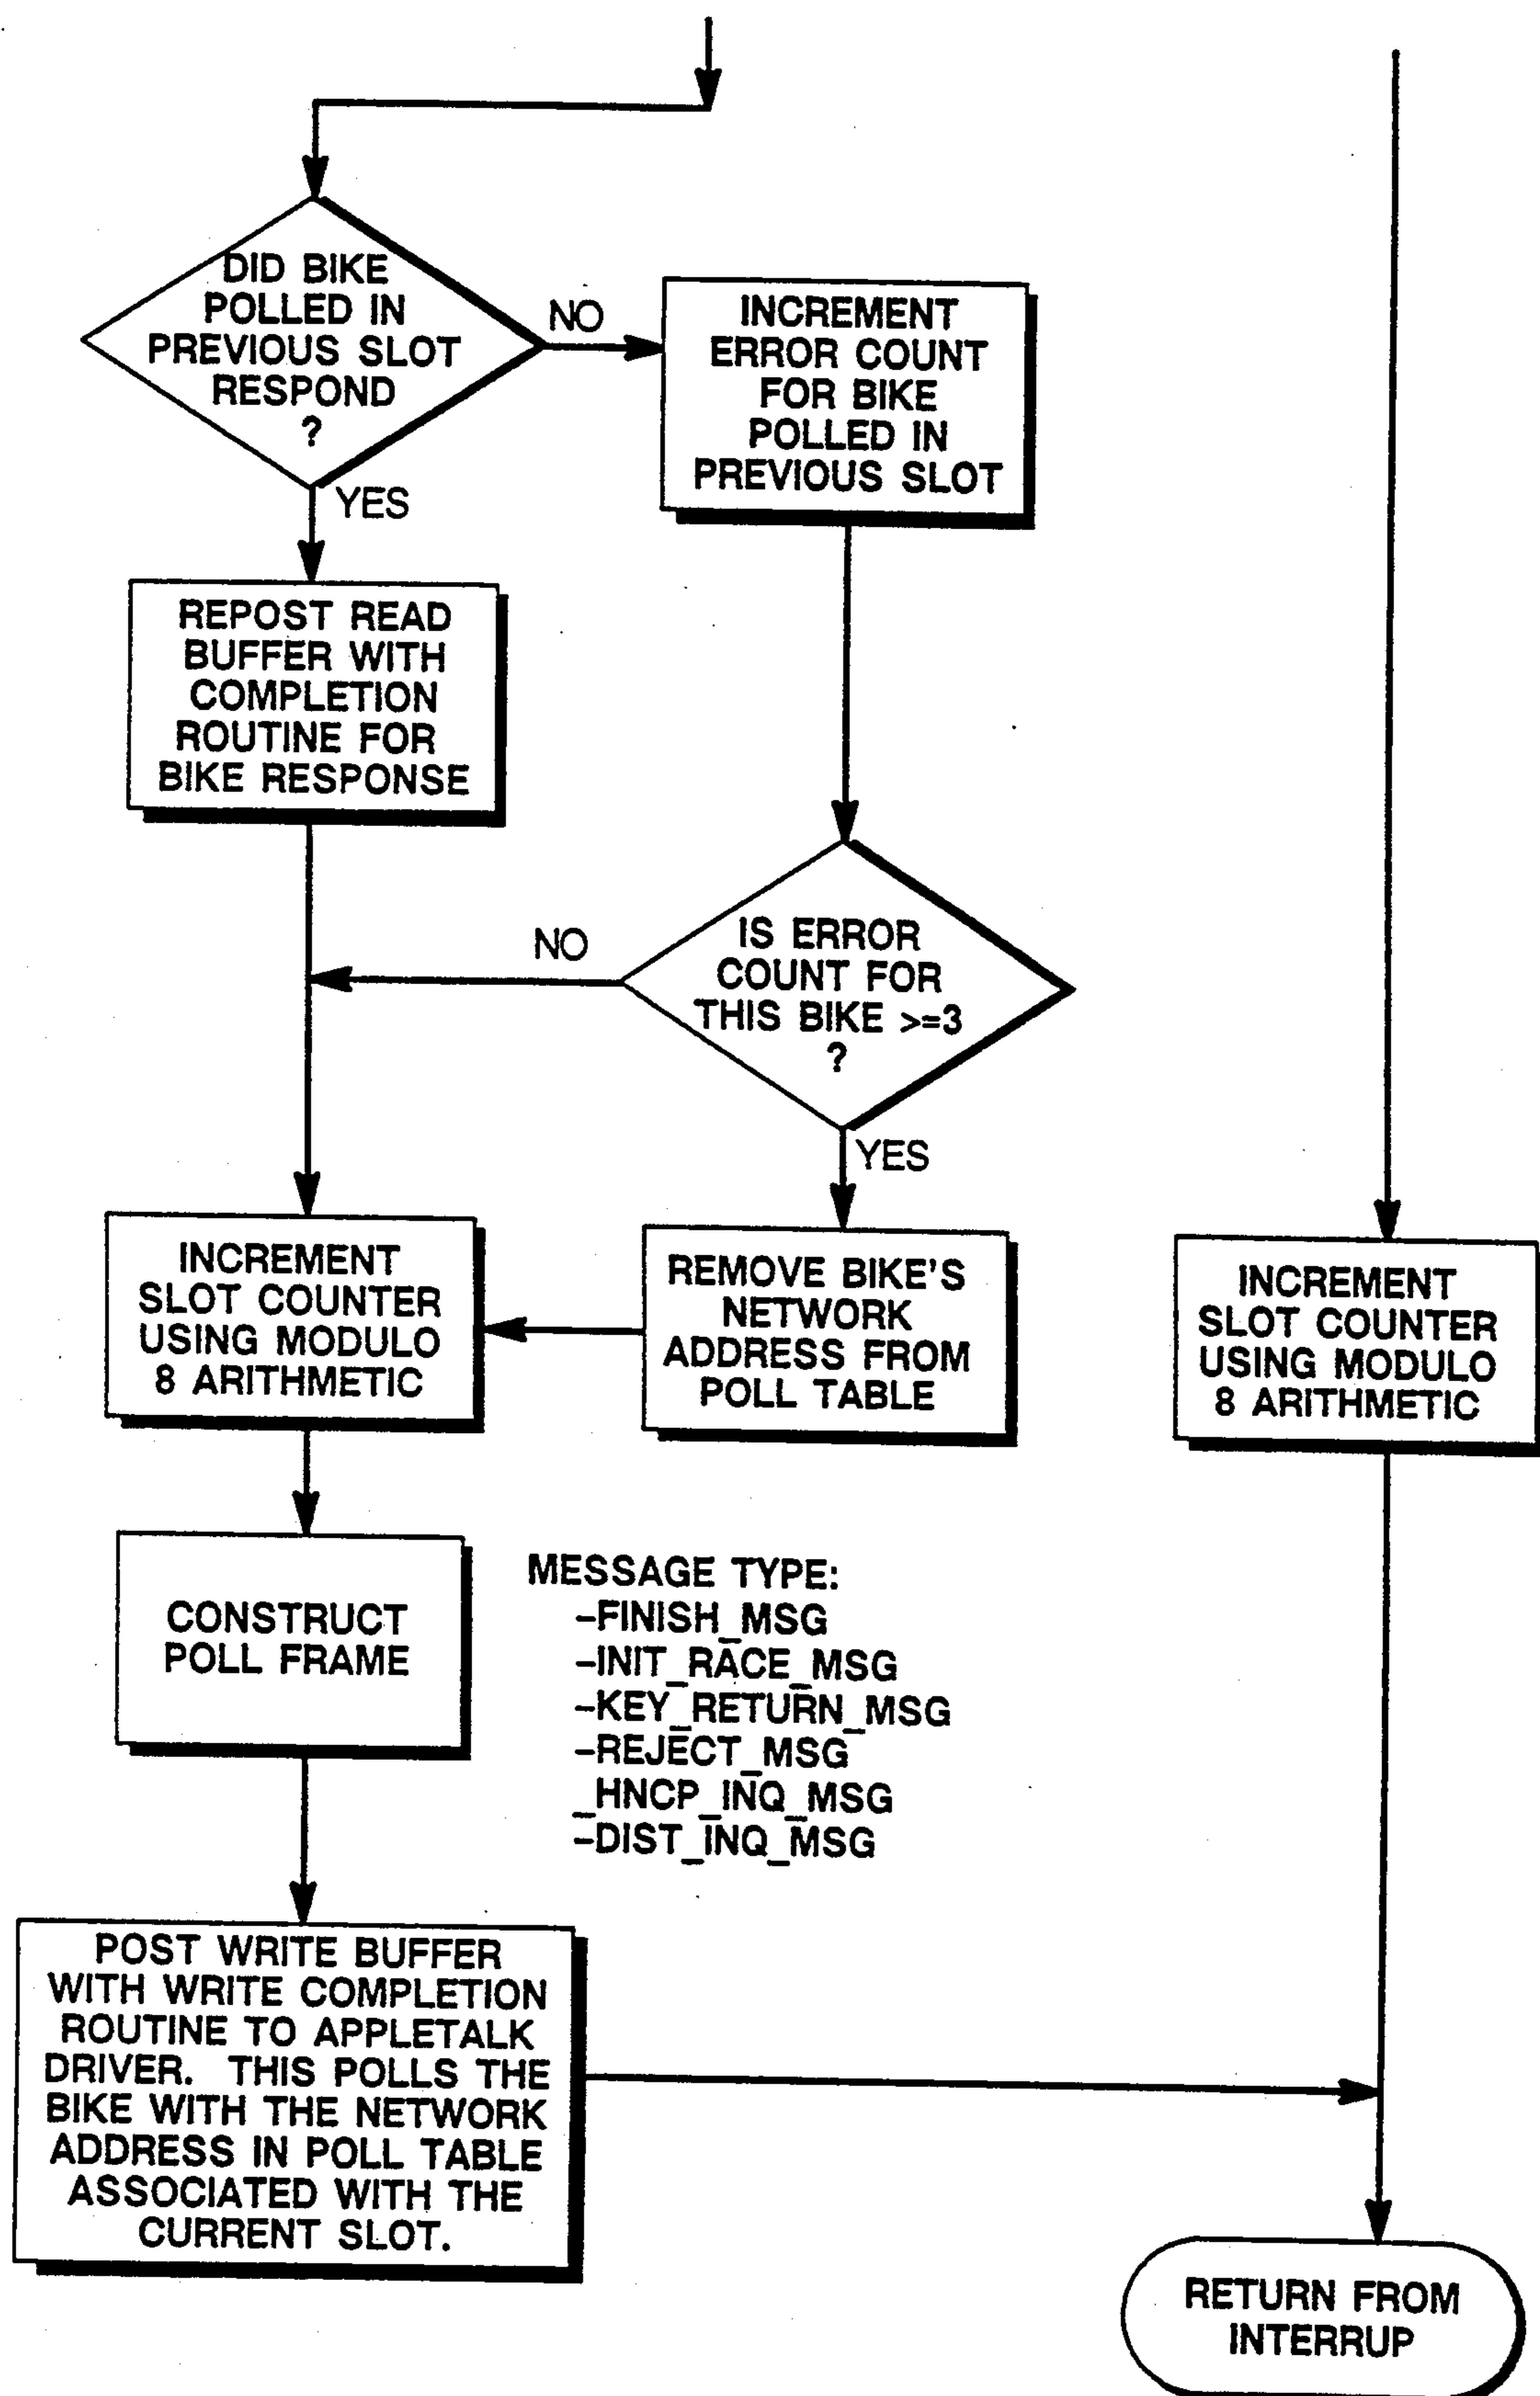 DID BIKE
POLLED IN
PREVIOUS SLOT
RESPOND
?
NO
YES
INCREMENT
ERROR COUNT
FOR BIKE
POLLED IN
PREVIOUS SLOT
REPOST READ
BUFFER WITH
COMPLETION
ROUTINE FOR
BIKE RESPONSE
IS ERROR
COUNT FOR
THIS BIKE >=3
?
NO
YES
INCREMENT
SLOT COUNTER
USING MODULO
8 ARITHMETIC
REMOVE BIKE'S
NETWORK
ADDRESS FROM
POLL TABLE
INCREMENT
SLOT COUNTER
USING MODULO
8 ARITHMETIC
CONSTRUCT
POLL FRAME
MESSAGE TYPE:
-FINISH_MSG
-INIT_RACE_MSG
-KEY_RETURN_MSG
-REJECT_MSG
_HNCP_INQ_MSG
-DIST_INQ_MSG
POST WRITE BUFFER
WITH WRITE COMPLETION
ROUTINE TO APPLETALK
DRIVER. THIS POLLS THE
BIKE WITH THE NETWORK
ADDRESS IN POLL TABLE
ASSOCIATED WITH THE
CURRENT SLOT.
RETURN FROM
INTERRUP